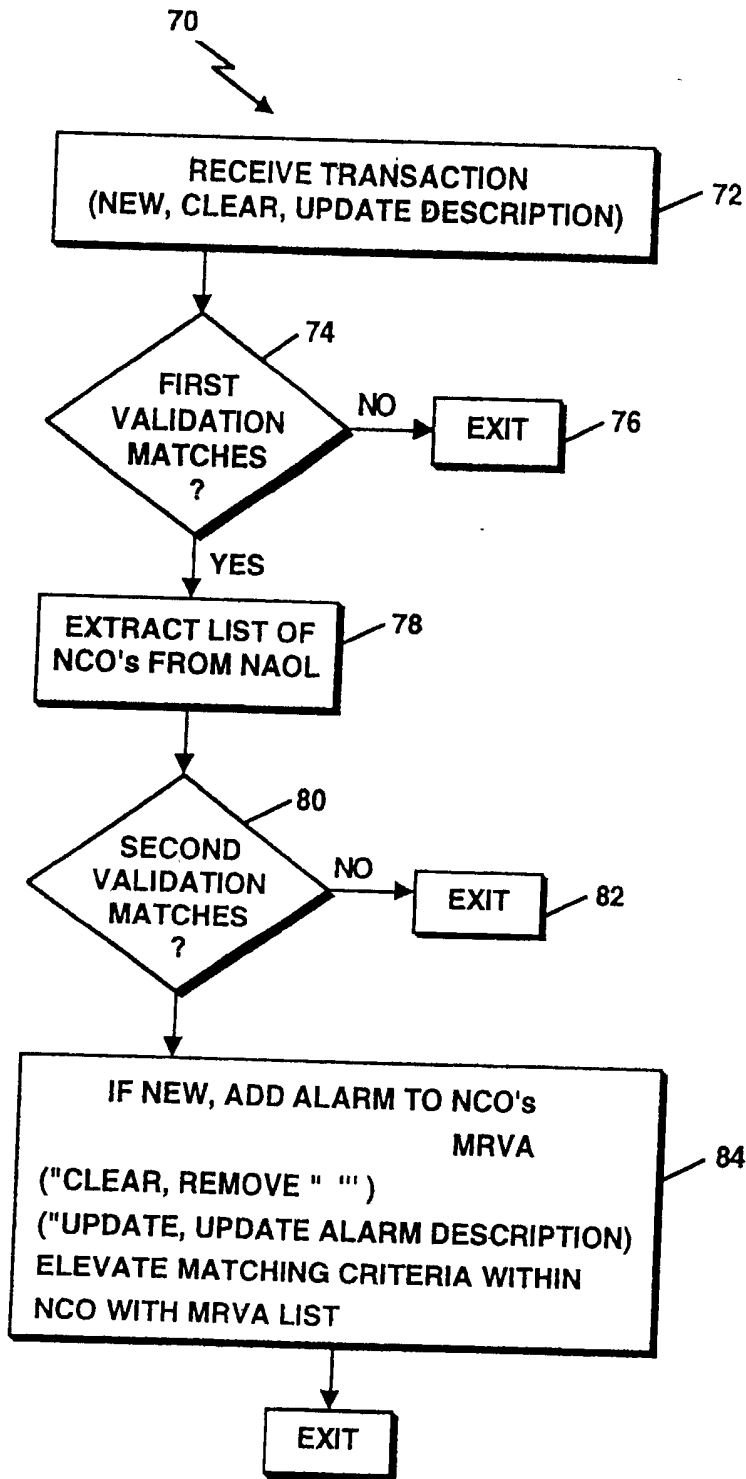 70
RECEIVE TRANSACTION
(NEW, CLEAR, UPDATE DESCRIPTION)
72
74
FIRST
VALIDATION
MATCHES
?
NO
EXIT
76
YES
EXTRACT LIST OF
NCO's FROM NAOL
78
80
SECOND
VALIDATION
MATCHES
?
NO
EXIT
82
IF NEW, ADD ALARM TO NCO's
MRVA
("CLEAR, REMOVE " "')
("UPDATE, UPDATE ALARM DESCRIPTION)
ELEVATE MATCHING CRITERIA WITHIN
NCO WITH MRVA LIST
84
EXIT